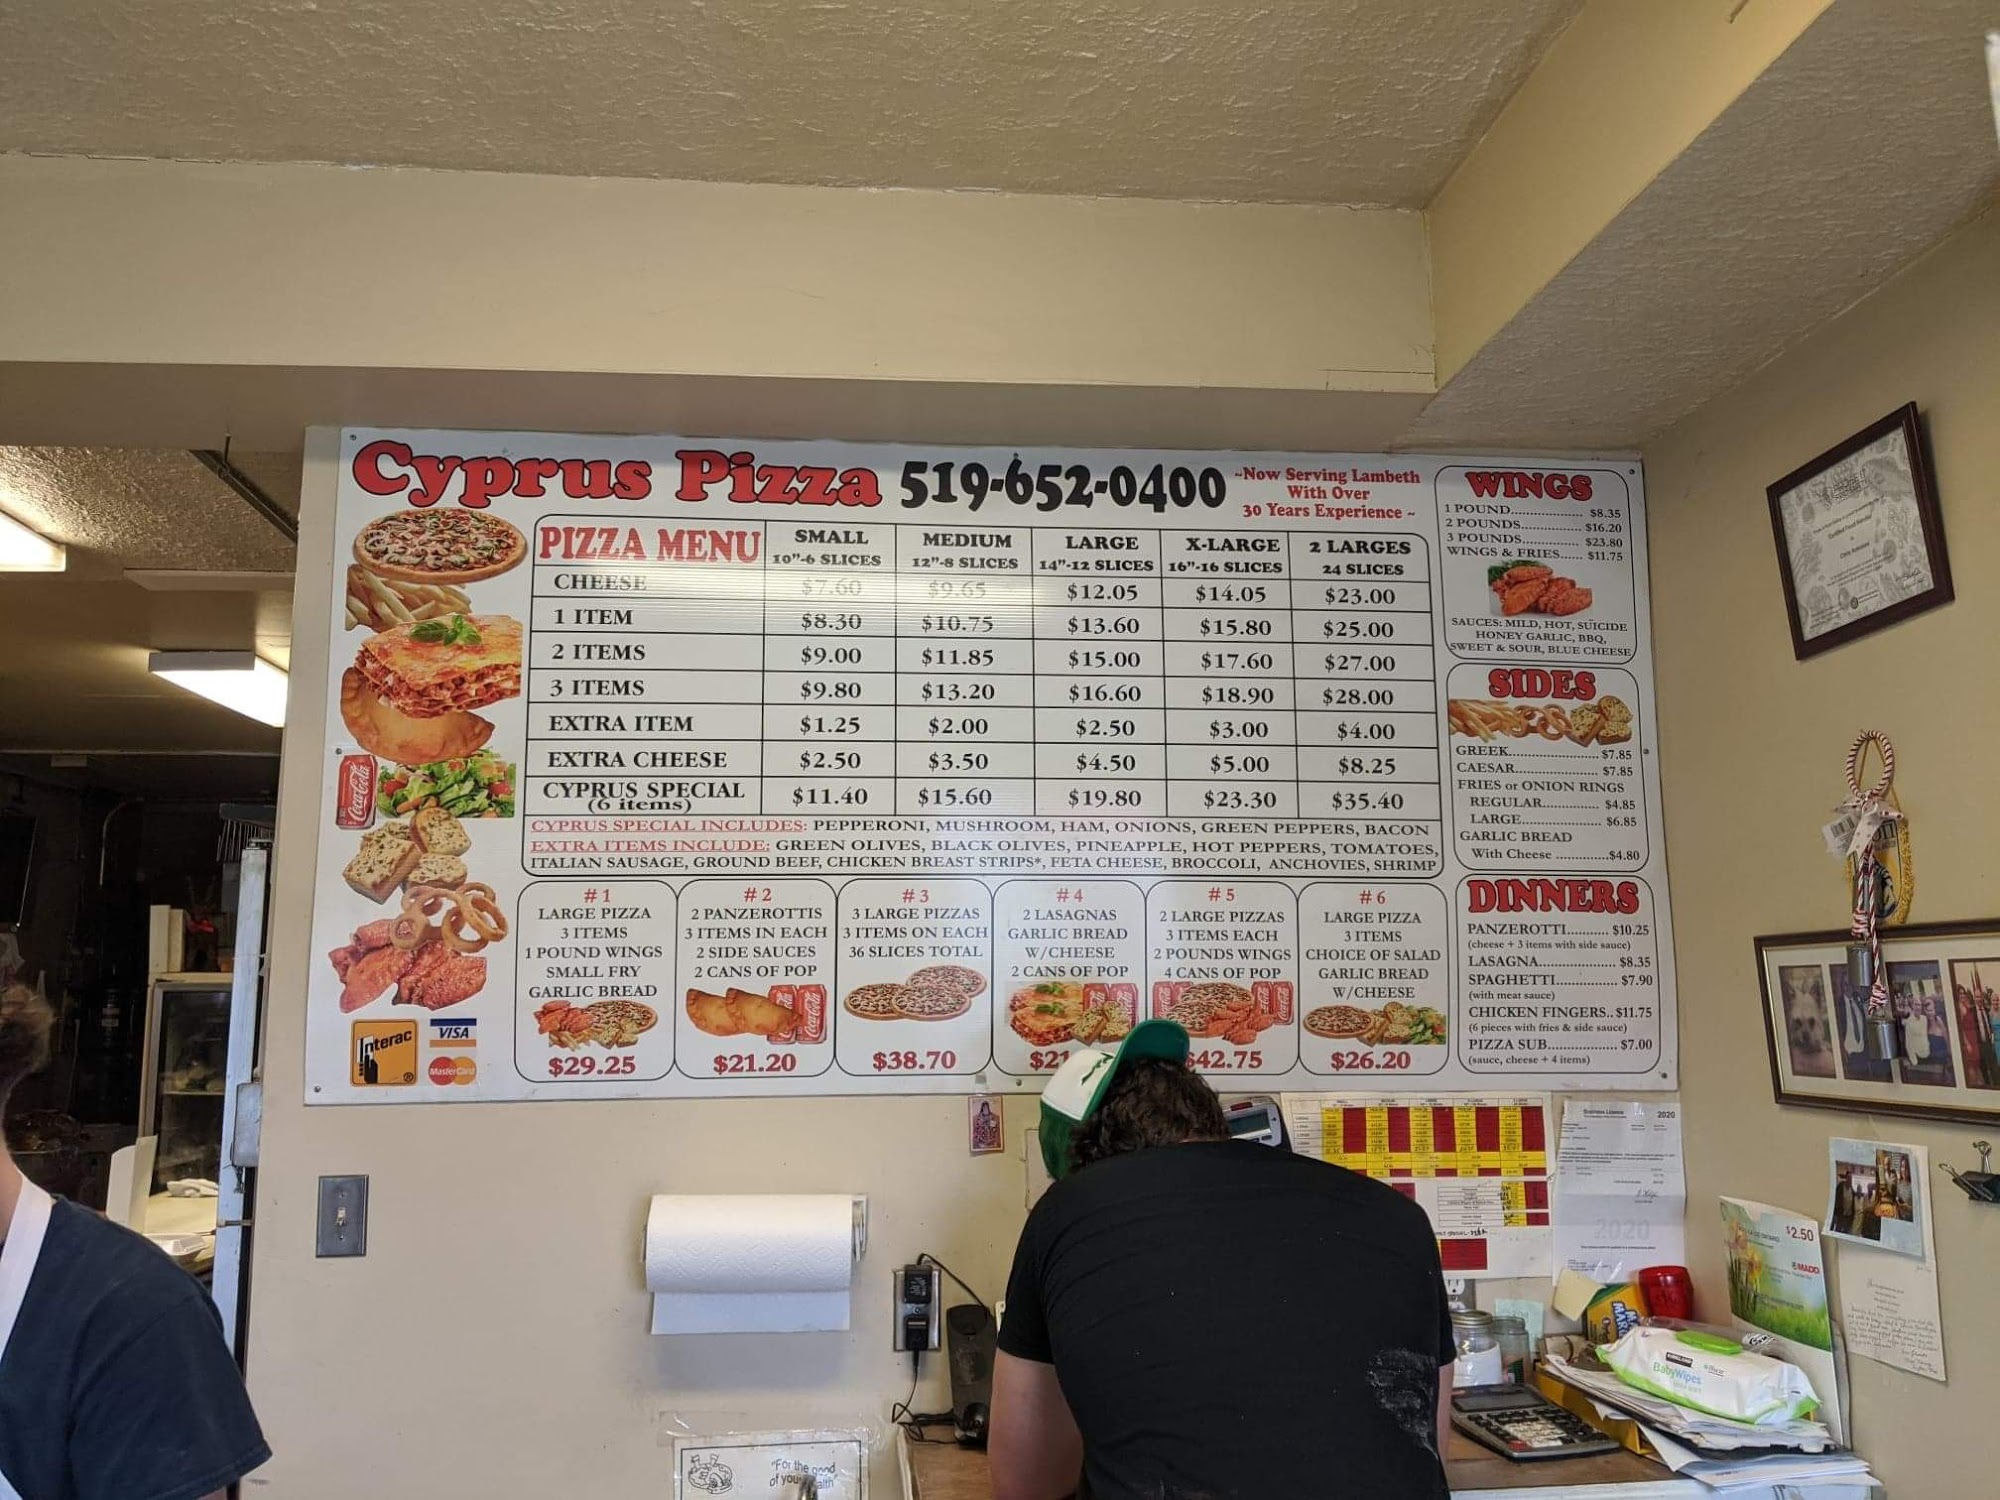 Cyprus Pizza 519-652-0400
~Now Serving Lambeth
With Over
30 Years Experience ~
PIZZA MENU
SMALL 10"-6 SLICES
MEDIUM 12"-8 SLICES
LARGE 14"-12 SLICES
X-LARGE 16"-16 SLICES
2 LARGES 24 SLICES
CHEESE $7.60 $9.65 $12.05 $14.05 $23.00
1 ITEM $8.30 $10.75 $13.60 $15.80 $25.00
2 ITEMS $9.00 $11.85 $15.00 $17.60 $27.00
3 ITEMS $9.80 $13.20 $16.60 $18.90 $28.00
EXTRA ITEM $1.25 $2.00 $2.50 $3.00 $4.00
EXTRA CHEESE $2.50 $3.50 $4.50 $5.00 $8.25
CYPRUS SPECIAL (6 items) $11.40 $15.60 $19.80 $23.30 $35.40
CYPRUS SPECIAL INCLUDES: PEPPERONI, MUSHROOM, HAM, ONIONS, GREEN PEPPERS, BACON
EXTRA ITEMS INCLUDE: GREEN OLIVES, BLACK OLIVES, PINEAPPLE, HOT PEPPERS, TOMATOES,
ITALIAN SAUSAGE, GROUND BEEF, CHICKEN BREAST STRIPS*, FETA CHEESE, BROCCOLI, ANCHOVIES, SHRIMP
#1
LARGE PIZZA
3 ITEMS
1 POUND WINGS
SMALL FRY
GARLIC BREAD
$29.25
#2
2 PANZEROTTIS
3 ITEMS IN EACH
2 SIDE SAUCES
2 CANS OF POP
Coca-Cola
$21.20
#3
3 LARGE PIZZAS
3 ITEMS ON EACH
36 SLICES TOTAL
$38.70
#4
2 LASAGNAS
GARLIC BREAD
W/CHEESE
2 CANS OF POP
$21
#5
2 LARGE PIZZAS
3 ITEMS EACH
2 POUNDS WINGS
4 CANS OF POP
$42.75
#6
LARGE PIZZA
3 ITEMS
CHOICE OF SALAD
GARLIC BREAD
W/CHEESE
$26.20
WINGS
1 POUND.................. $8.35
2 POUNDS............... $16.20
3 POUNDS............... $23.80
WINGS & FRIES...... $11.75
SAUCES: MILD, HOT, SUICIDE
HONEY GARLIC, BBQ,
SWEET & SOUR, BLUE CHEESE
SIDES
GREEK....................... $7.85
CAESAR..................... $7.85
FRIES or ONION RINGS
REGULAR.............. $4.85
LARGE.................... $6.85
GARLIC BREAD
With Cheese .............$4.80
DINNERS
PANZEROTTI.......... $10.25
(cheese + 3 items with side sauce)
LASAGNA................... $8.35
SPAGHETTI................ $7.90
(with meat sauce)
CHICKEN FINGERS.. $11.75
(6 pieces with fries & side sauce)
PIZZA SUB................. $7.00
(sauce, cheese + 4 items)
Coca-Cola
Interac
VISA
MasterCard
Business Licence 2020
2020
$2.50
MADD
KIRKLAND
BabyWipes
"For the good
of your